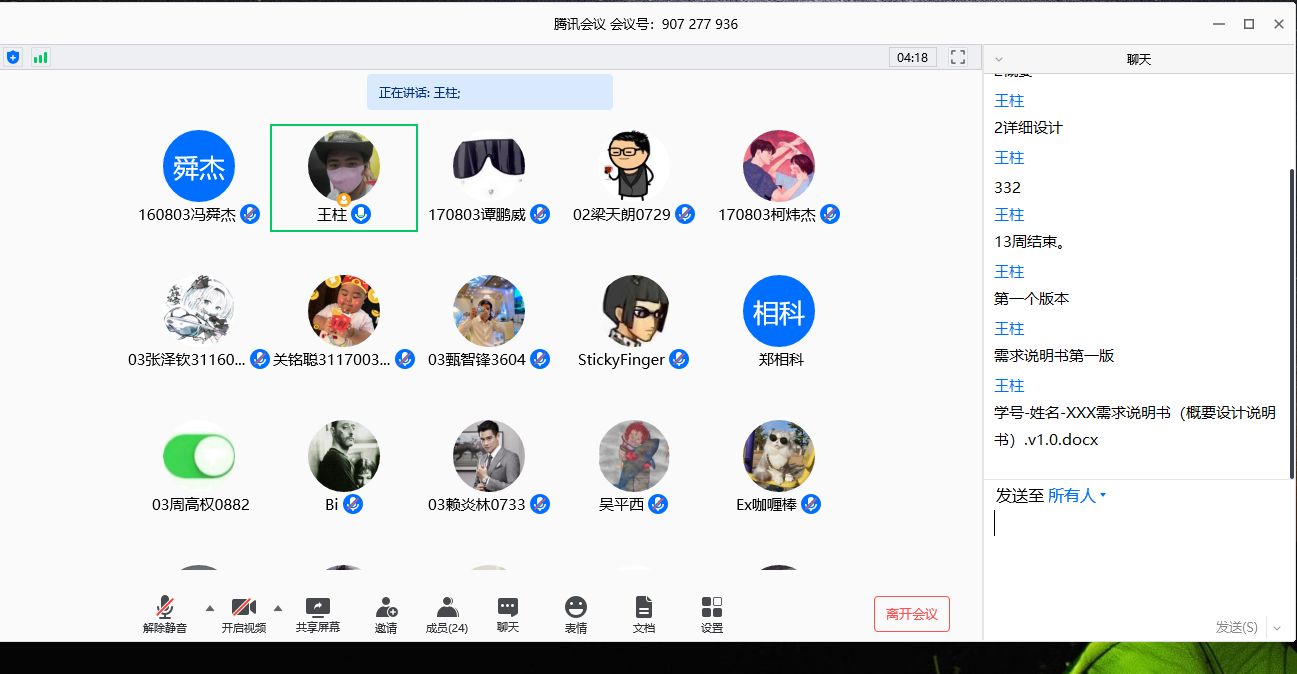 腾讯会议 会议号：907 277 936
04:18
聊天
正在讲话: 王柱;
舜杰
160803冯舜杰
王柱
170803谭鹏威
02梁天朗0729
170803柯炜杰
03张泽钦31160...
关铭聪3117003...
03甄智锋3604
StickyFinger
相科
郑相科
03周高权0882
Bi
03赖炎林0733
吴平西
Ex咖喱棒
解除静音
开启视频
共享屏幕
邀请
成员(24)
聊天
表情
文档
设置
离开会议
2概要
王柱
2详细设计
王柱
332
王柱
13周结束。
王柱
第一个版本
王柱
需求说明书第一版
王柱
学号-姓名-XXX需求说明书（概要设计说明
书）.v1.0.docx
发送至 所有人
发送(S)